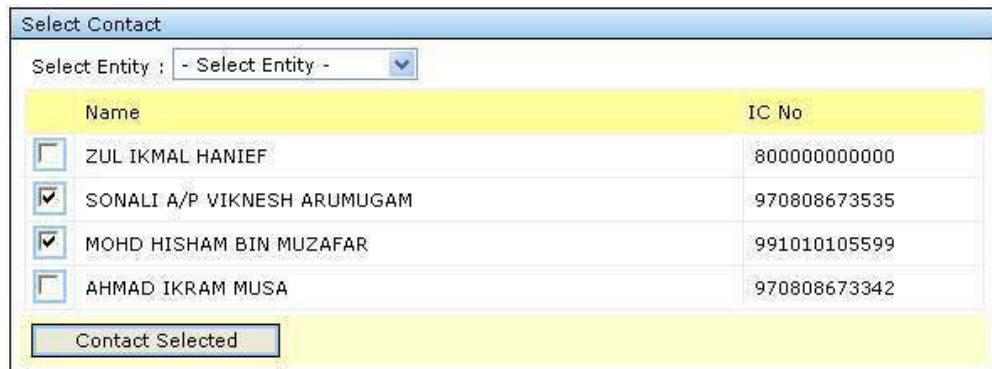 Select Contact
Select Entity : - Select Entity -
Name IC No
ZUL IKMAL HANIEF 800000000000
SONALI A/P VIKNESH ARUMUGAM 970808673535
MOHD HISHAM BIN MUZAFAR 991010105599
AHMAD IKRAM MUSA 970808673342
Contact Selected